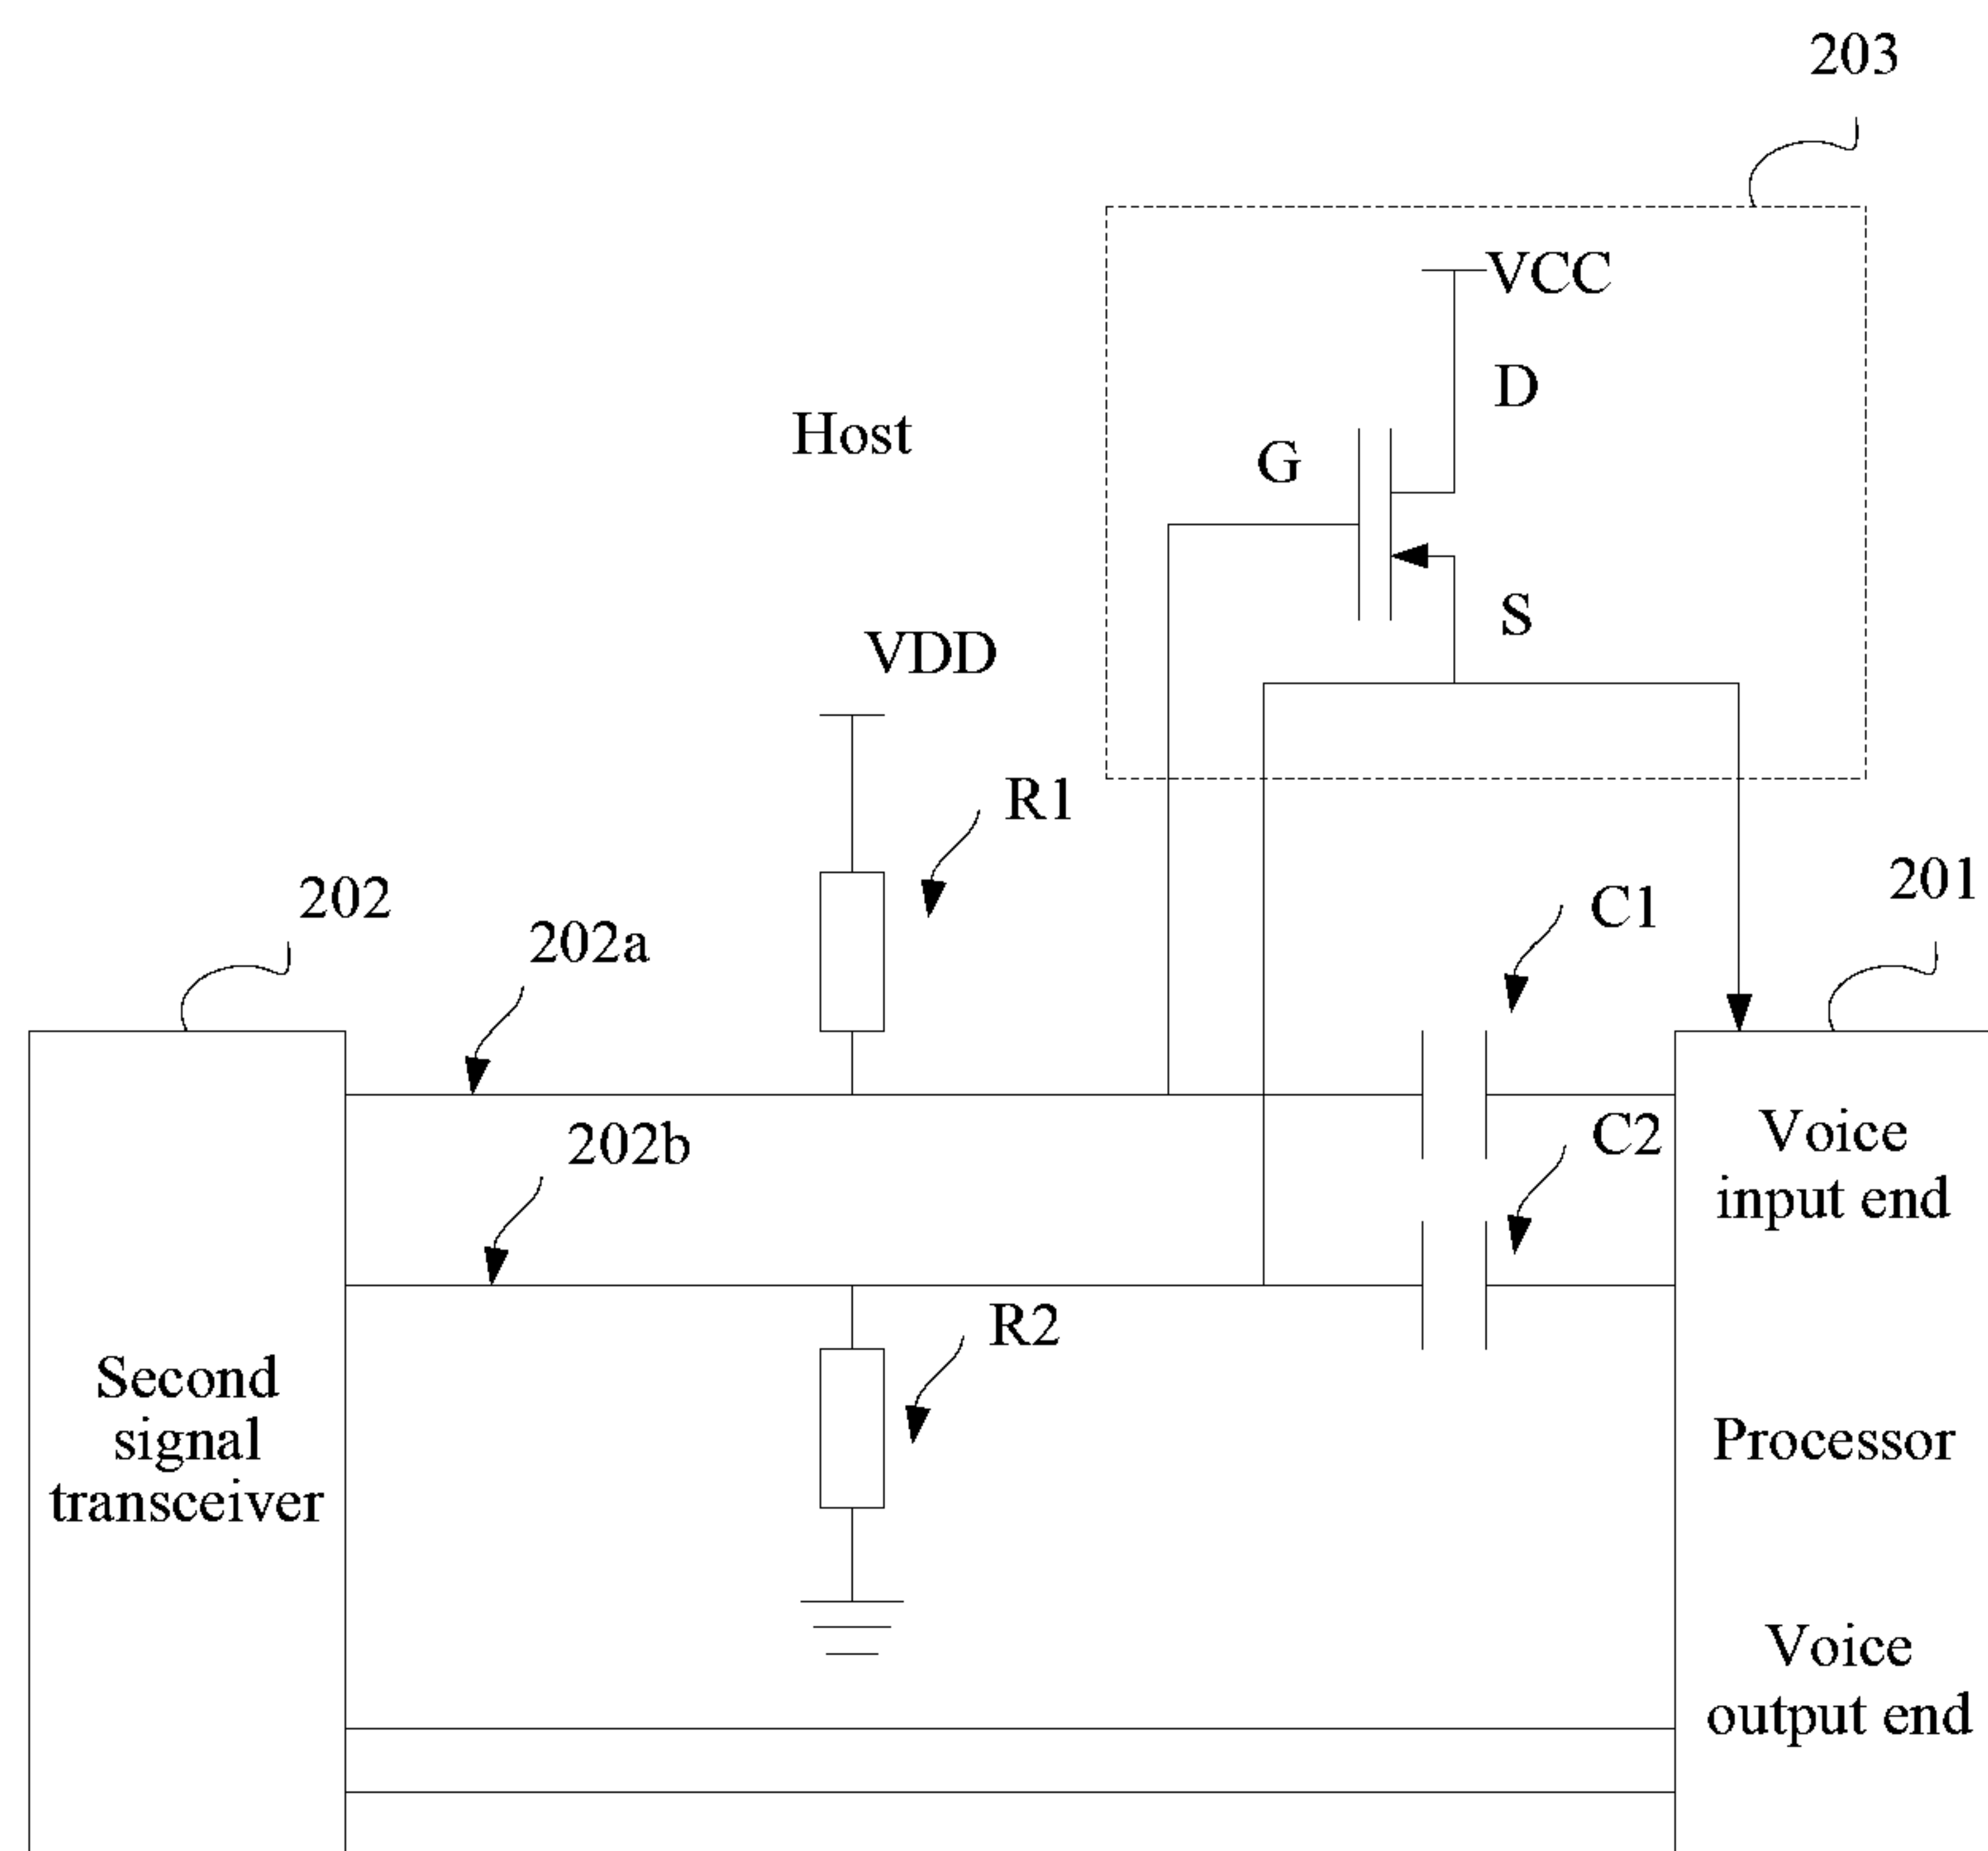 203
VCC
D
Host
G
S
VDD
R1
201
202
C1
202a
Voice
input end
C2
202b
R2
Second
signal
transceiver
Processor
Voice
output end